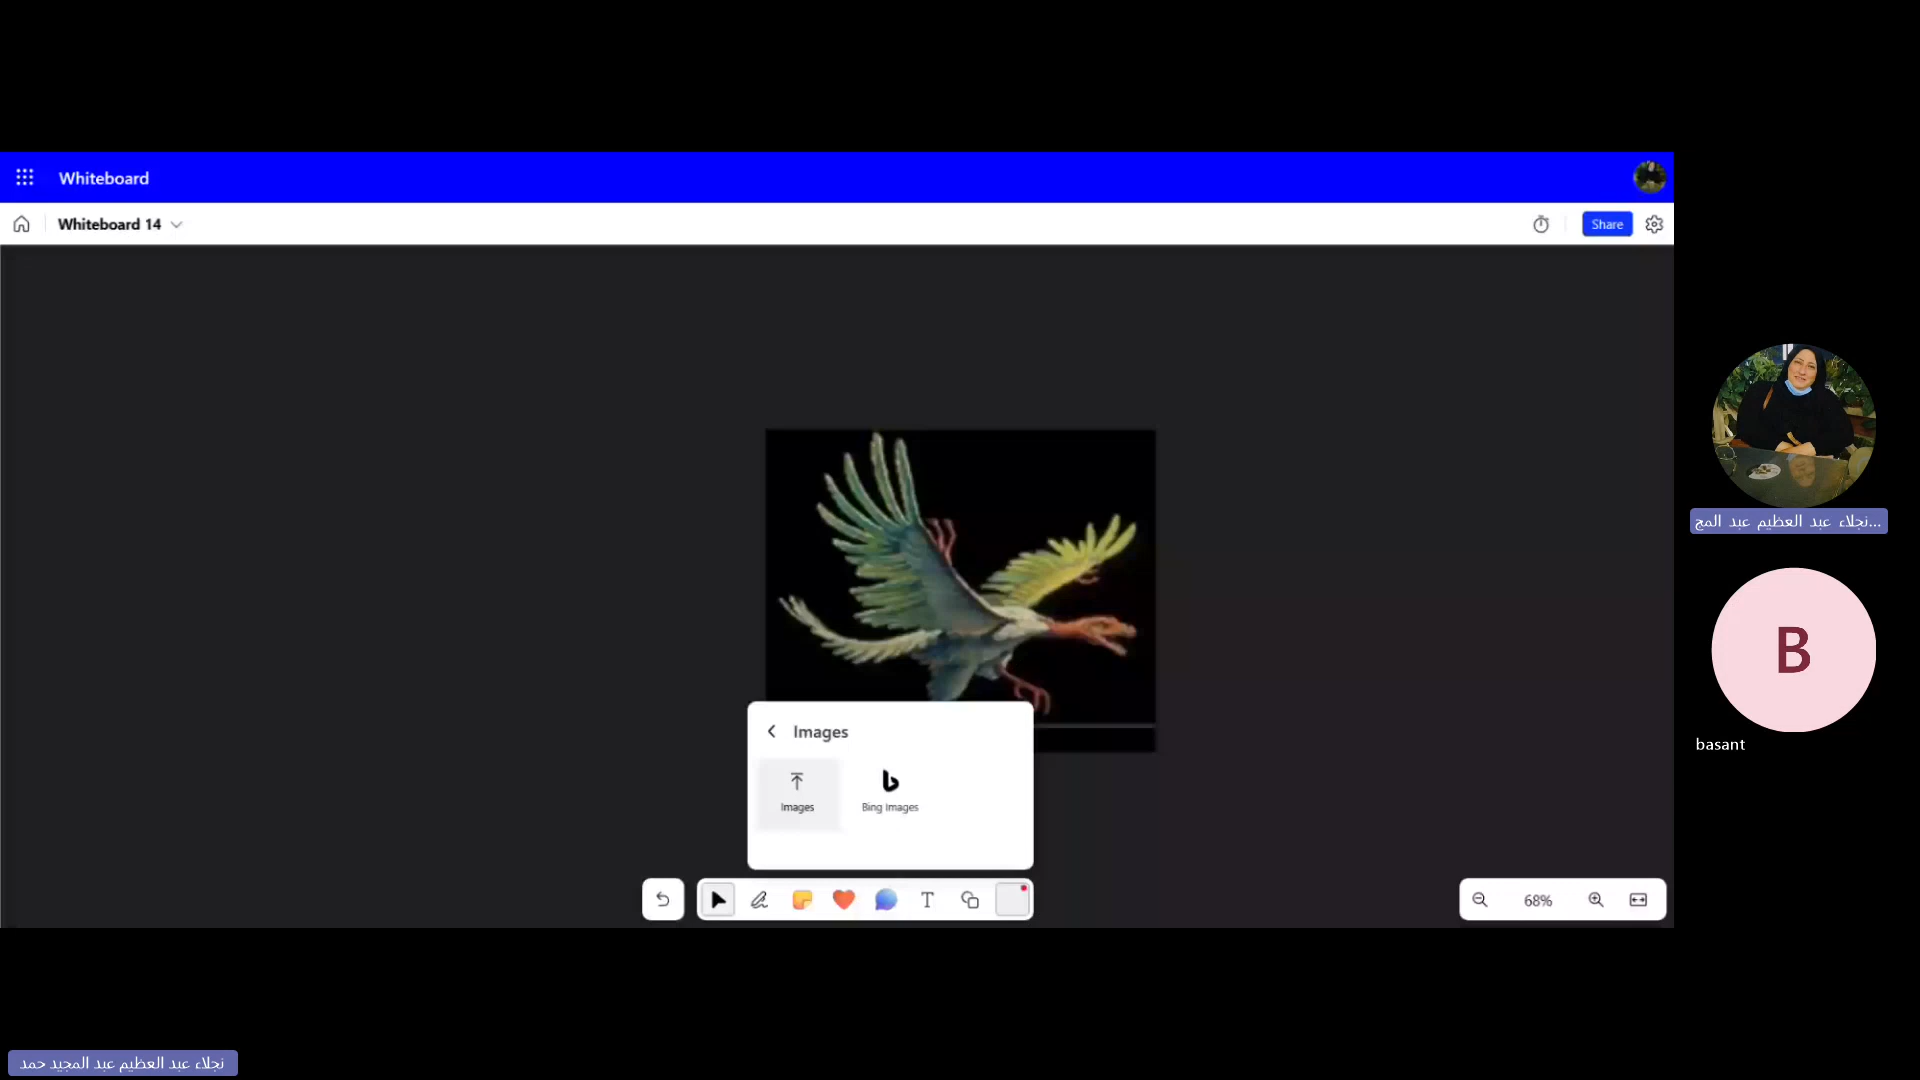 Whiteboard
Whiteboard 14
Share
نجلاء عبد العظيم عبد المج...
B
basant
Images
Images
Bing Images
T
68%
نجلاء عبد العظيم عبد المجيد حمد